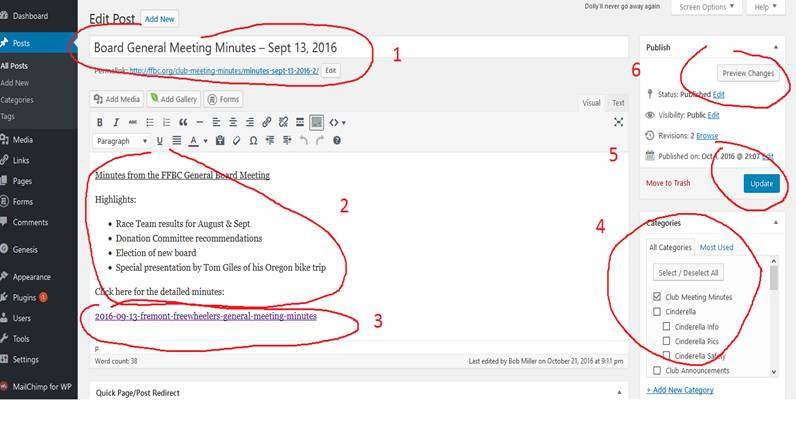 Dolly'll never go away again
Screen Options
Help
Dashboard
Posts
All Posts
Add New
Categories
Tags
Media
Links
Pages
Forms
Comments
Genesis
Appearance
Plugins 1
Users
Tools
Settings
MailChimp for WP
Edit Post Add New
Board General Meeting Minutes – Sept 13, 2016
1
Permalink: http://ffbc.org/club-meeting-minutes/minutes-sept-13-2016-2/ Edit
Add Media Add Gallery Forms
Visual Text
B I ABC
Paragraph U A
Minutes from the FFBC General Board Meeting
Highlights:
2
Race Team results for August & Sept
Donation Committee recommendations
Election of new board
Special presentation by Tom Giles of his Oregon bike trip
Click here for the detailed minutes:
2016-09-13-fremont-freewheelers-general-meeting-minutes
3
p
Word count: 38
Last edited by Bob Miller on October 21, 2016 at 9:11 pm
Quick Page/Post Redirect
Publish
6
Preview Changes
Status: Published Edit
Visibility: Public Edit
Revisions: 2 Browse
5
Published on: Oct 1, 2016 @ 21:07 Edit
Move to Trash
Update
4
Categories
All Categories Most Used
Select / Deselect All
Club Meeting Minutes
Cinderella
Cinderella Info
Cinderella Pics
Cinderella Safety
Club Announcements
+ Add New Category